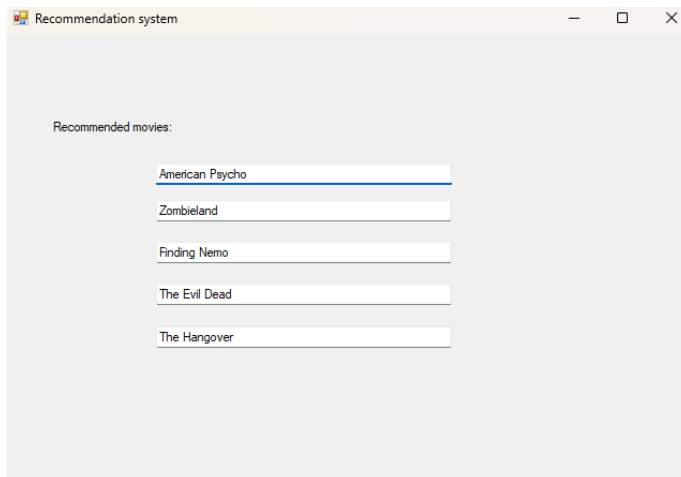 Recommendation system
Recommended movies:
American Psycho
Zombieland
Finding Nemo
The Evil Dead
The Hangover